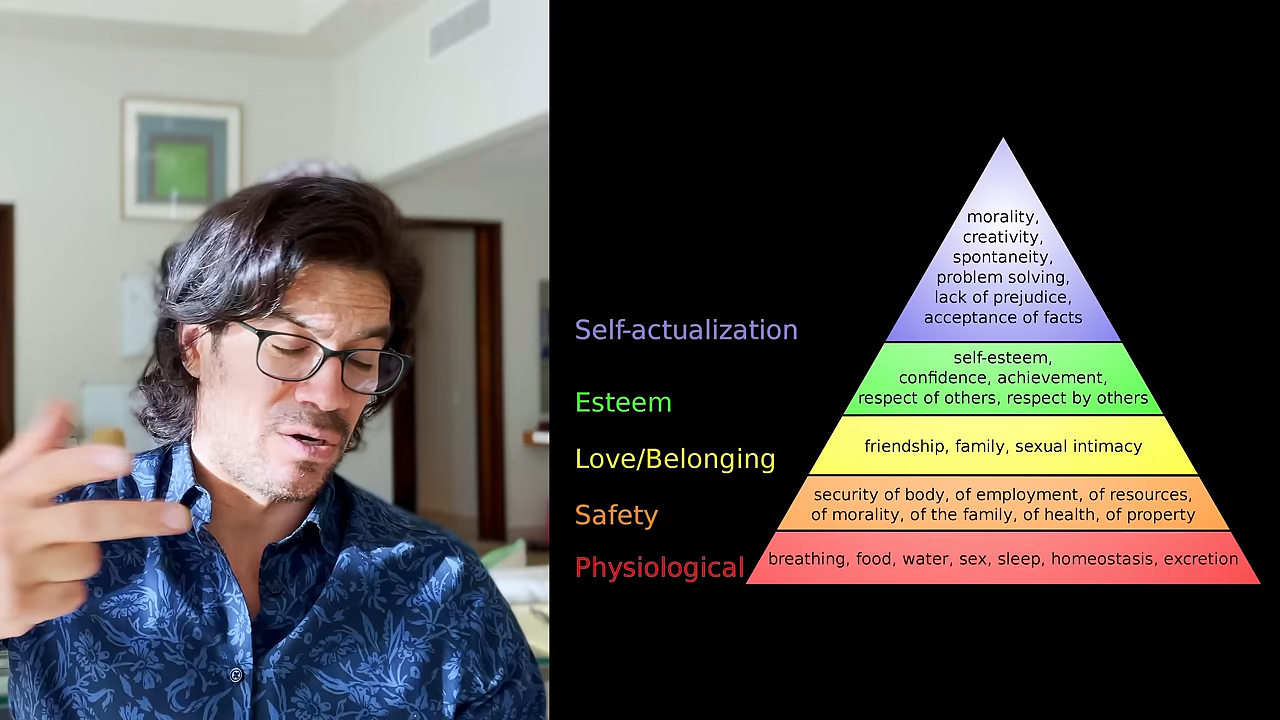 morality,
creativity,
spontaneity,
problem solving,
lack of prejudice,
acceptance of facts
Self-actualization
self-esteem,
confidence, achievement,
respect of others, respect by others
Esteem
friendship, family, sexual intimacy
Love/Belonging
security of body, of employment, of resources,
of morality, of the family, of health, of property
Safety
breathing, food, water, sex, sleep, homeostasis, excretion
Physiological